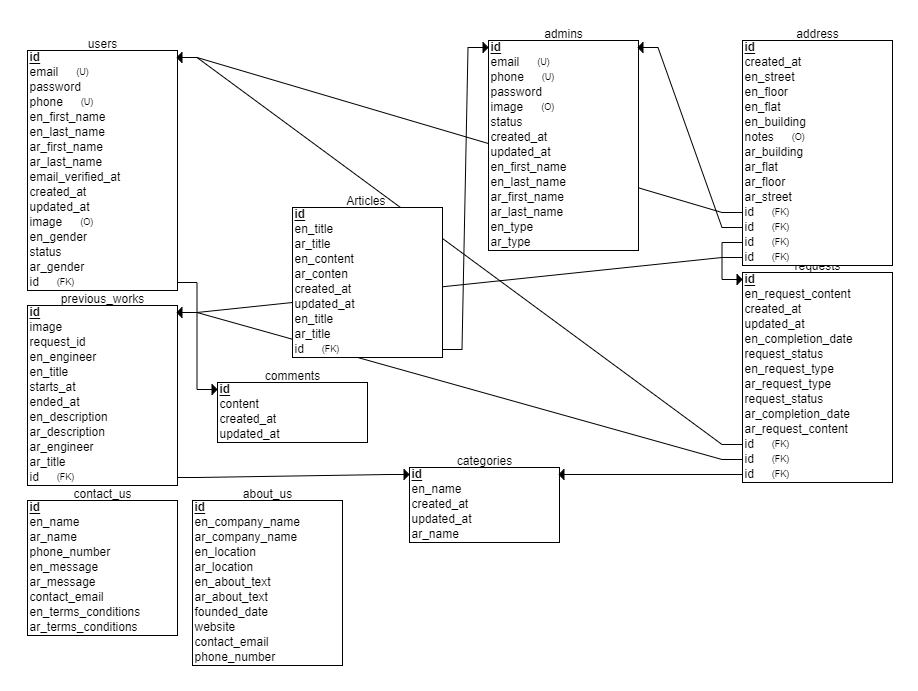 users
id
email (U)
password
phone (U)
en_first_name
en_last_name
ar_first_name
ar_last_name
email_verified_at
created_at
updated_at
image (O)
en_gender
status
ar_gender
id (FK)
previous_works
id
image
request_id
en_engineer
en_title
starts_at
ended_at
en_description
ar_description
ar_engineer
ar_title
id (FK)
contact_us
id
en_name
ar_name
phone_number
en_message
ar_message
contact_email
en_terms_conditions
ar_terms_conditions
about_us
id
en_company_name
ar_company_name
en_location
ar_location
en_about_text
ar_about_text
founded_date
website
contact_email
phone_number
Articles
id
en_title
ar_title
en_content
ar_conten
created_at
updated_at
en_title
ar_title
id (FK)
comments
id
content
created_at
updated_at
categories
id
en_name
created_at
updated_at
ar_name
admins
id
email (U)
phone (U)
password
image (O)
status
created_at
updated_at
en_first_name
en_last_name
ar_first_name
ar_last_name
en_type
ar_type
address
id
created_at
en_street
en_floor
en_flat
en_building
notes (O)
ar_building
ar_flat
ar_floor
ar_street
id (FK)
id (FK)
id (FK)
id (FK)
requests
id
en_request_content
created_at
updated_at
en_completion_date
request_status
en_request_type
ar_request_type
request_status
ar_completion_date
ar_request_content
id (FK)
id (FK)
id (FK)